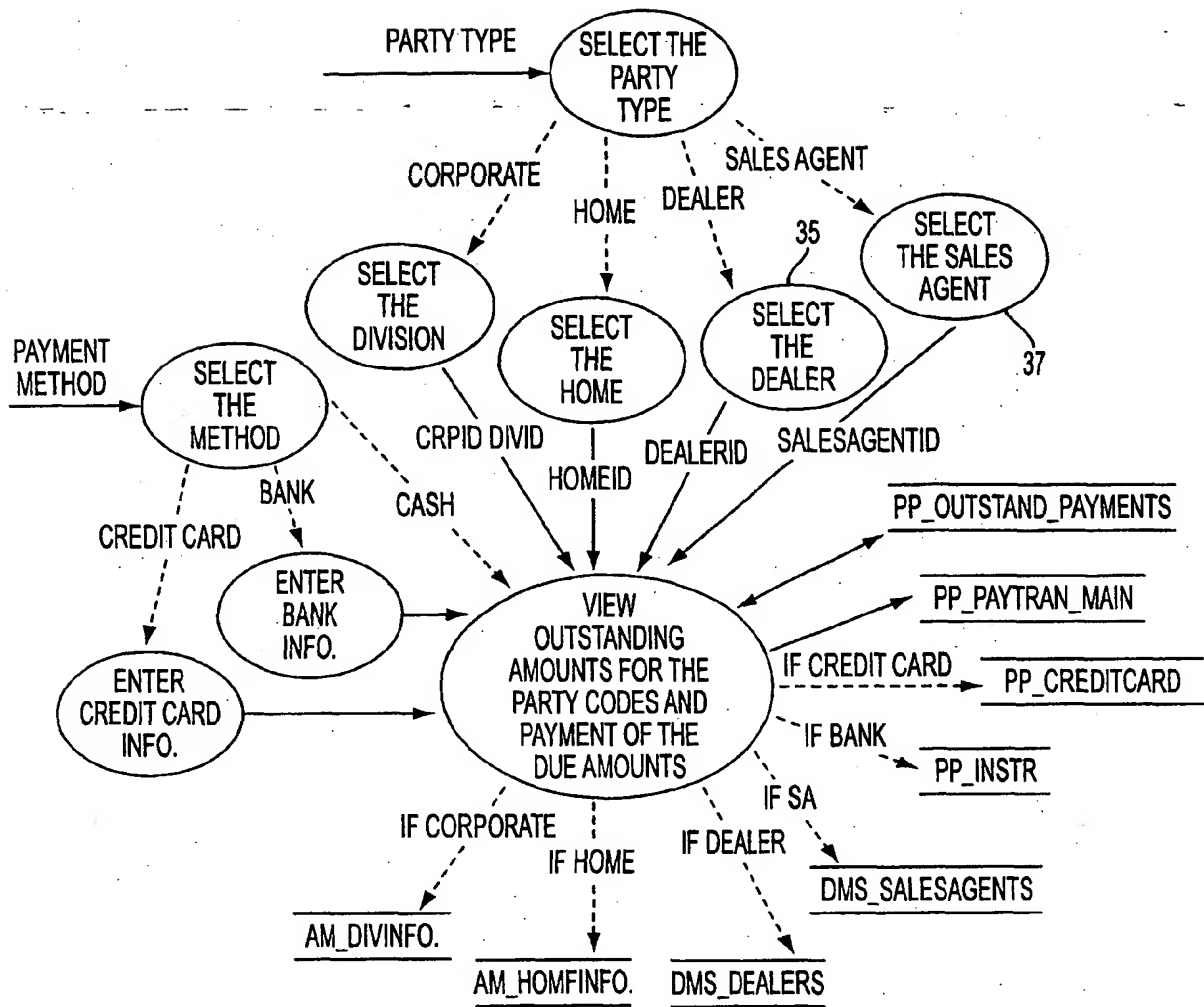 PARTY TYPE
SELECT THE
PARTY
TYPE
CORPORATE
HOME
DEALER
SALES AGENT
35
SELECT
THE SALES
AGENT
37
SELECT
THE
DIVISION
SELECT
THE
HOME
SELECT
THE
DEALER
PAYMENT
METHOD
SELECT
THE
METHOD
CRPID DIVID
HOMEID
DEALERID
SALESAGENTID
BANK
CASH
CREDIT CARD
ENTER
BANK
INFO.
ENTER
CREDIT CARD
INFO.
VIEW
OUTSTANDING
AMOUNTS FOR THE
PARTY CODES AND
PAYMENT OF THE
DUE AMOUNTS
PP_OUTSTAND_PAYMENTS
PP_PAYTRAN_MAIN
IF CREDIT CARD
PP_CREDITCARD
IF BANK
PP_INSTR
IF SA
DMS_SALESAGENTS
IF CORPORATE
IF HOME
IF DEALER
AM_DIVINFO.
AM_HOMFINFO.
DMS_DEALERS